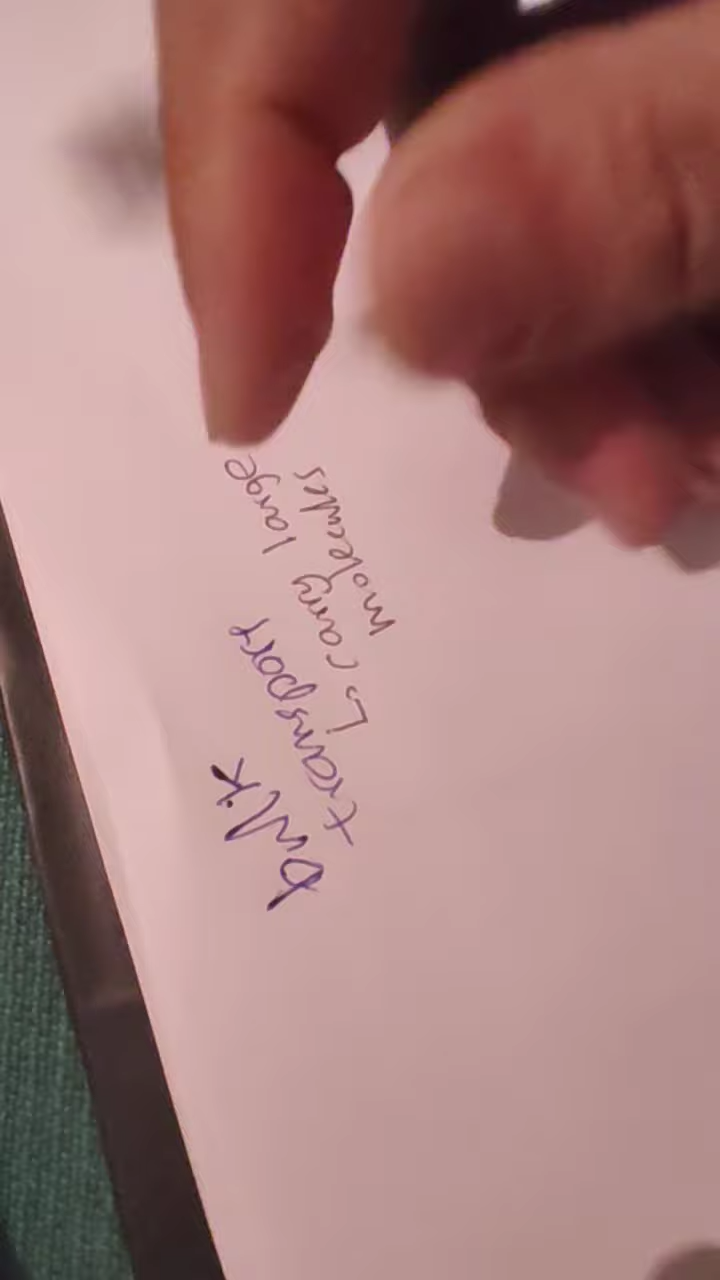 bulk
transport
↳ carry large
molecules